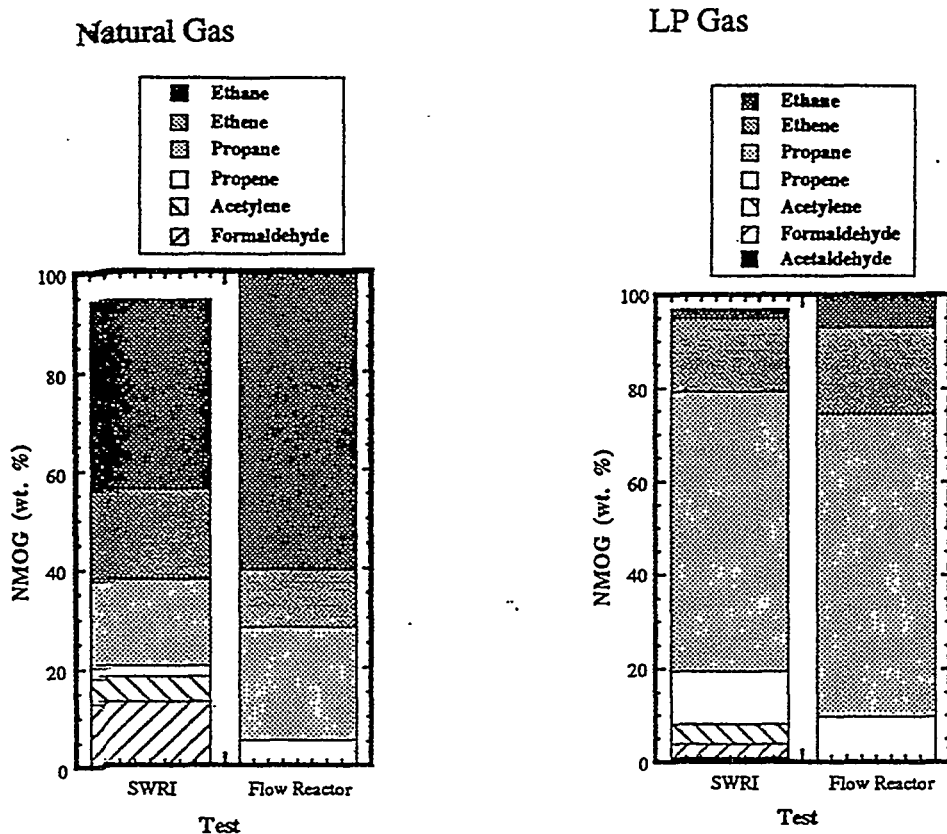 Natural Gas
Ethane
Ethene
Propane
Propene
Acetylene
Formaldehyde
NMOG (wt. %)
100
80
60
40
20
0
SWRI
Flow Reactor
Test
LP Gas
Ethane
Ethene
Propane
Propene
Acetylene
Formaldehyde
Acetaldehyde
NMOG (wt. %)
100
80
60
40
20
0
SWRI
Flow Reactor
Test